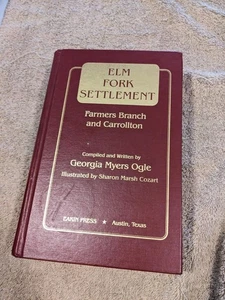 ELM
FORK
SETTLEMENT
Farmers Branch
and Carrollton
Compiled and Written by
Georgia Myers Ogle
Illustrated by Sharon Marsh Cozart
EAKIN PRESS ★ Austin, Texas